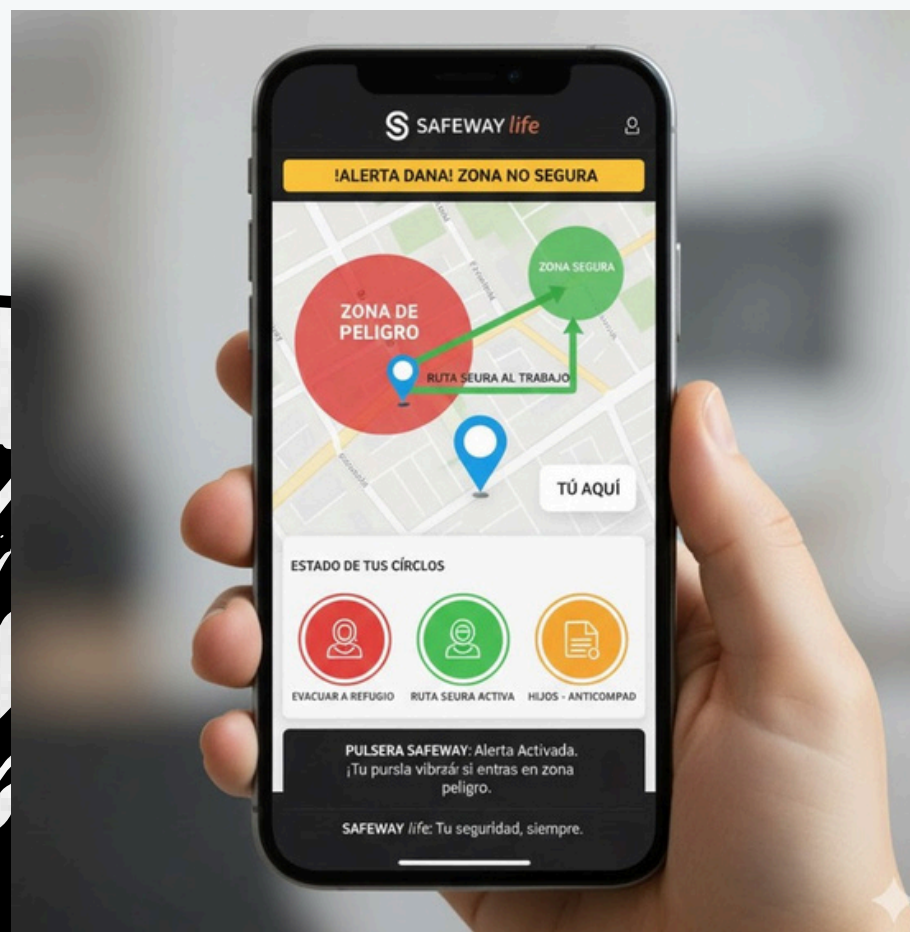 SAFEWAY life
!ALERTA DANA! ZONA NO SEGURA
ZONA SEGURA
ZONA DE
PELIGRO
RUTA SEURA AL TRABAJO
TÚ AQUÍ
ESTADO DE TUS CÍRCLOS
EVACUAR A REFUGIO
RUTA SEURA ACTIVA
HIJOS - ANTICOMPAD
PULSERA SAFEWAY: Alerta Activada.
¡Tu pursla vibrzár si entras en zona
peligro.
SAFEWAY life: Tu seguridad, siempre.